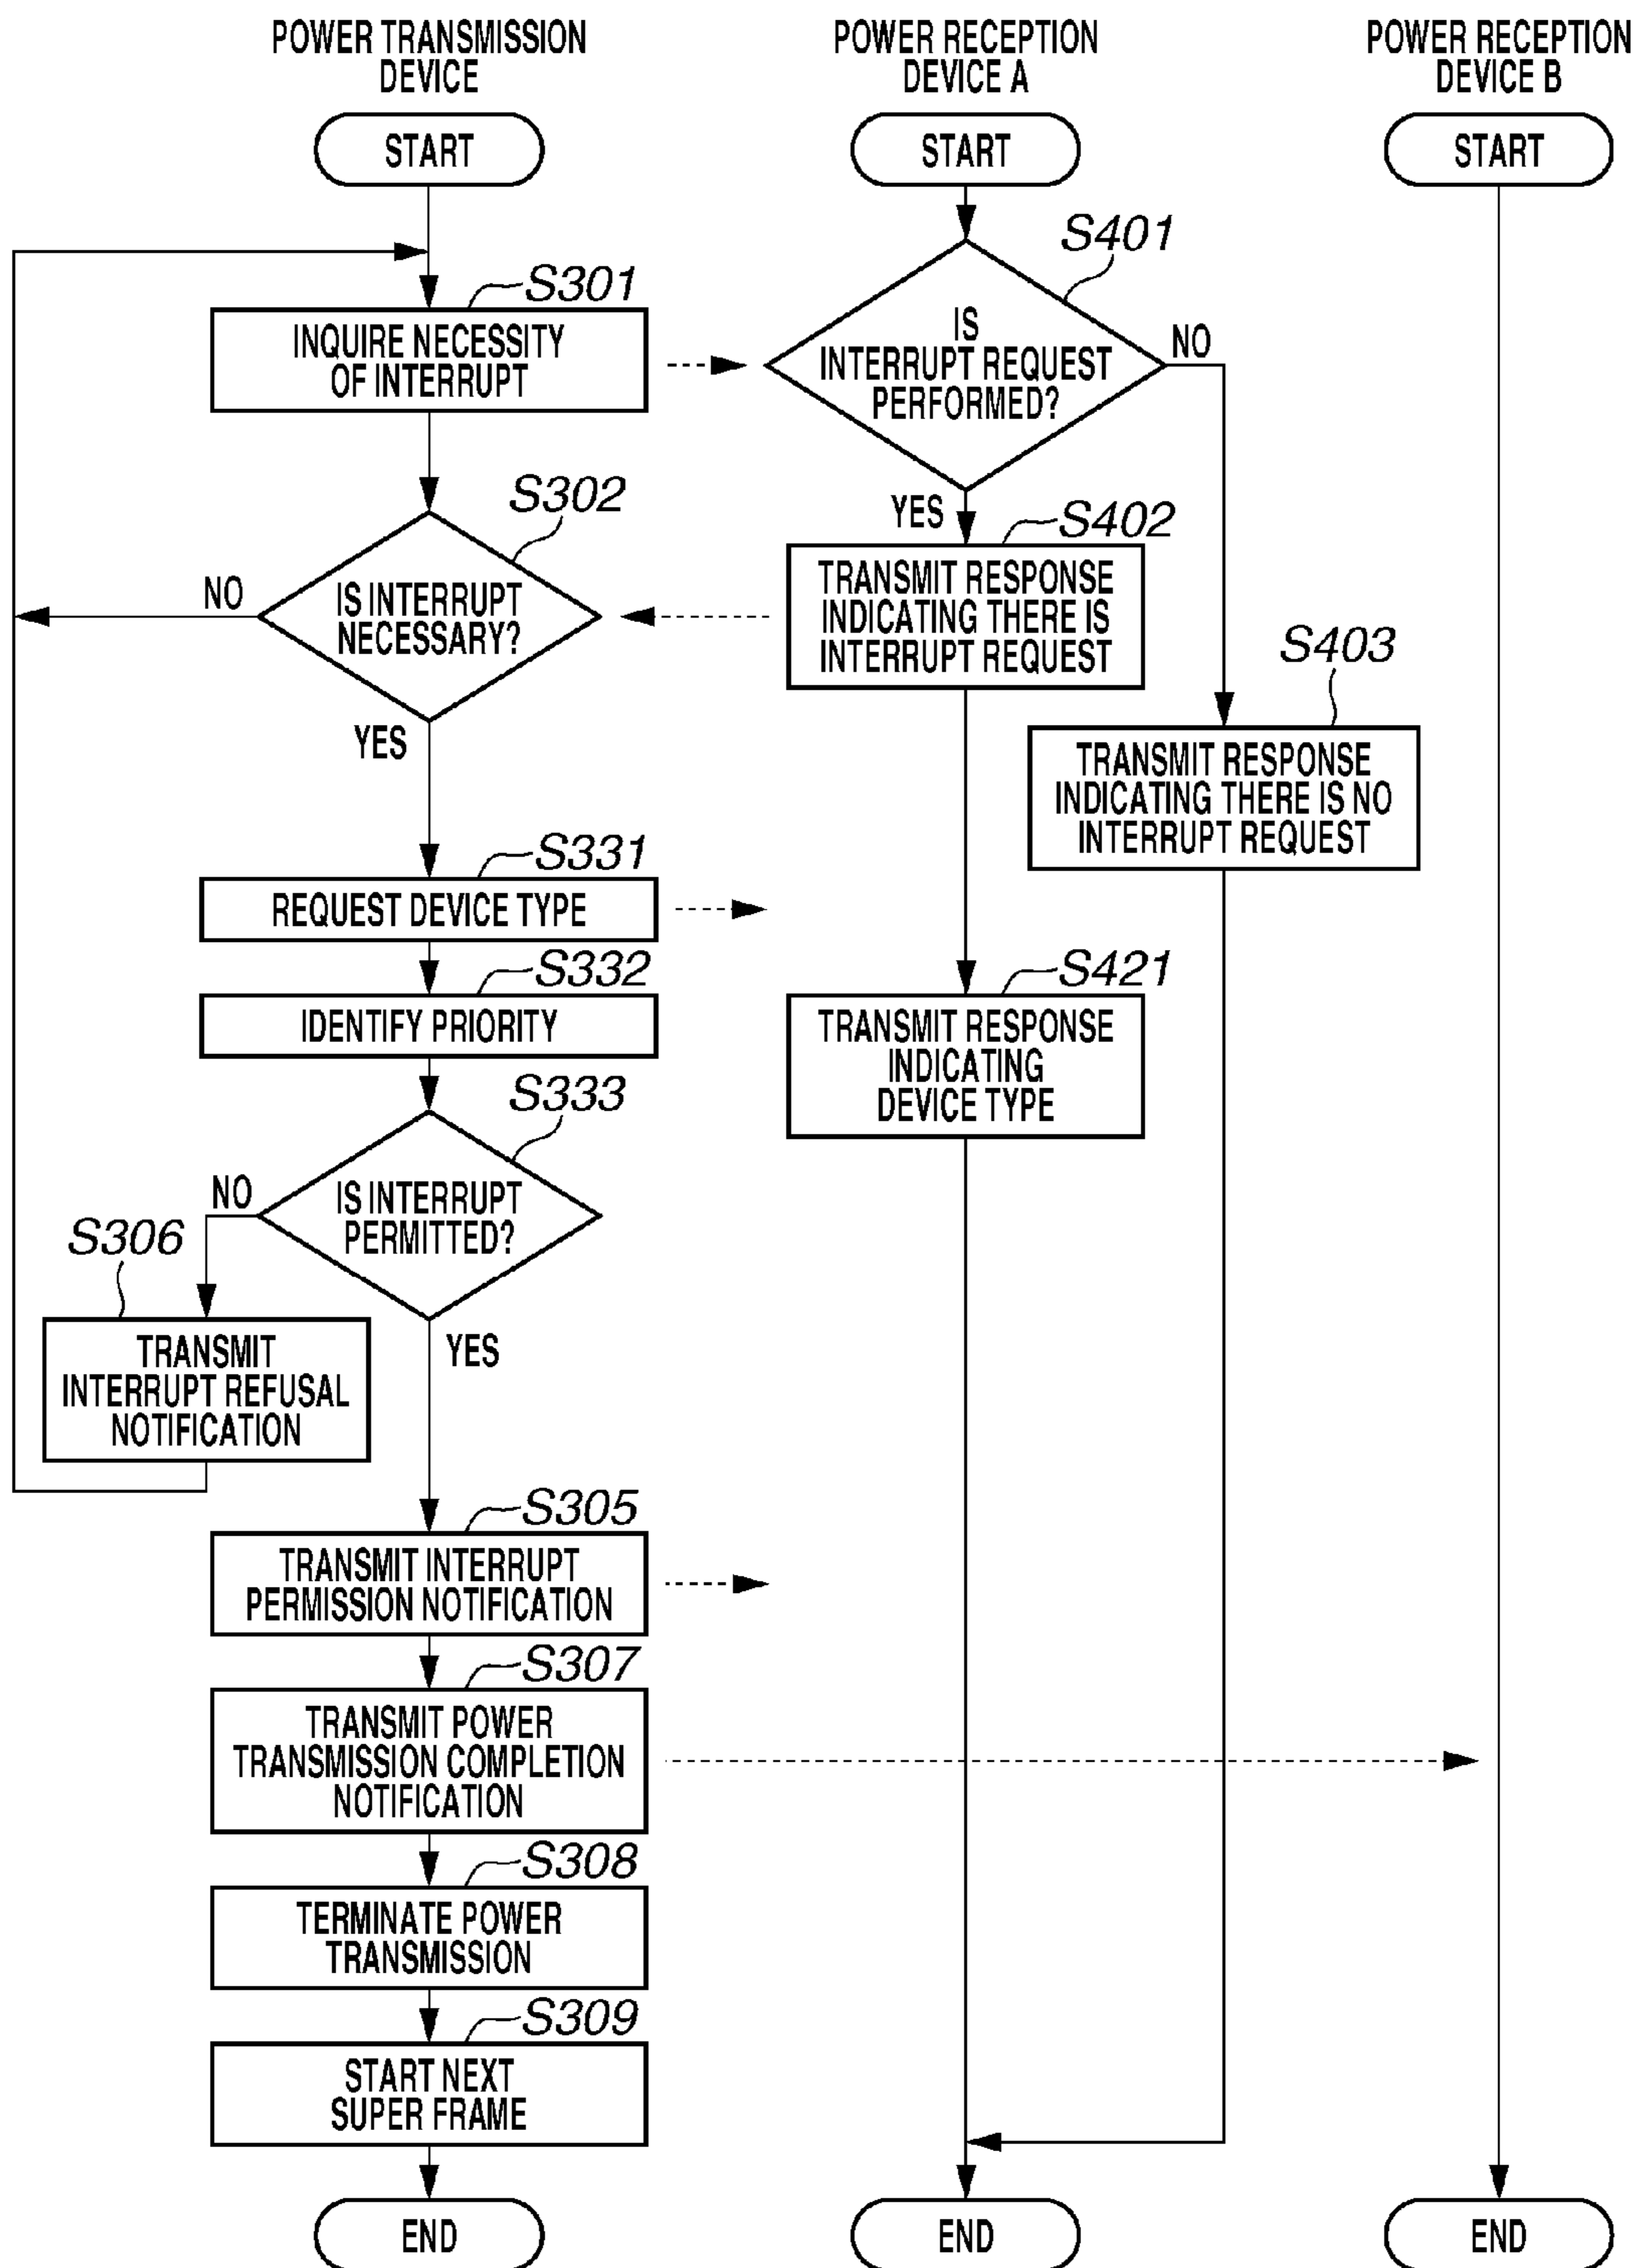 POWER TRANSMISSION
DEVICE
POWER RECEPTION
DEVICE A
POWER RECEPTION
DEVICE B
START
START
START
S401
S301
INQUIRE NECESSITY
OF INTERRUPT
IS
INTERRUPT REQUEST
PERFORMED?
NO
S302
YES
S402
NO
IS INTERRUPT
NECESSARY?
TRANSMIT RESPONSE
INDICATING THERE IS
INTERRUPT REQUEST
S403
YES
TRANSMIT RESPONSE
INDICATING THERE IS NO
INTERRUPT REQUEST
S331
REQUEST DEVICE TYPE
S332
S421
IDENTIFY PRIORITY
TRANSMIT RESPONSE
INDICATING
DEVICE TYPE
S333
NO
IS INTERRUPT
PERMITTED?
S306
TRANSMIT
INTERRUPT REFUSAL
NOTIFICATION
YES
S305
TRANSMIT INTERRUPT
PERMISSION NOTIFICATION
S307
TRANSMIT POWER
TRANSMISSION COMPLETION
NOTIFICATION
S308
TERMINATE POWER
TRANSMISSION
S309
START NEXT
SUPER FRAME
END
END
END